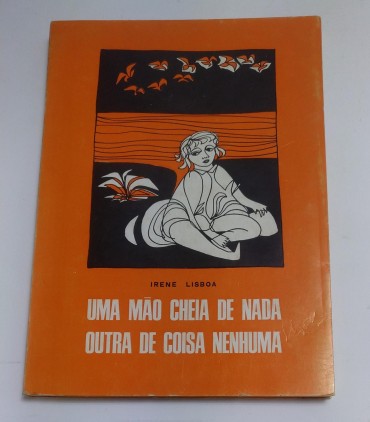 IRENE LISBOA
UMA MÃO CHEIA DE NADA
OUTRA DE COISA NENHUMA